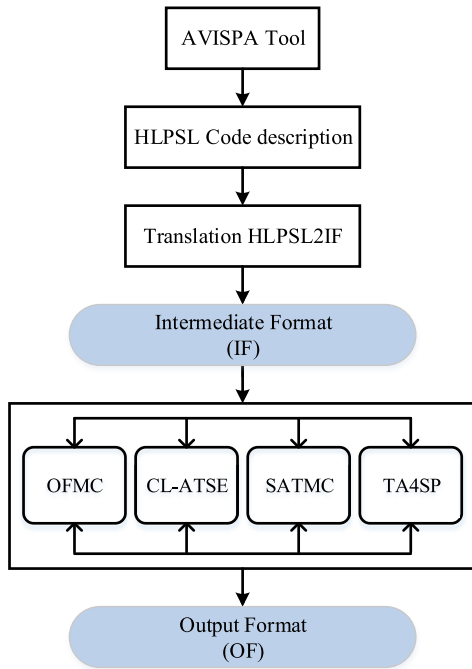 AVISPA Tool
HLPSL Code description
Translation HLPSL2IF
Intermediate Format
(IF)
OFMC
CL-ATSE
SATMC
TA4SP
Output Format
(OF)